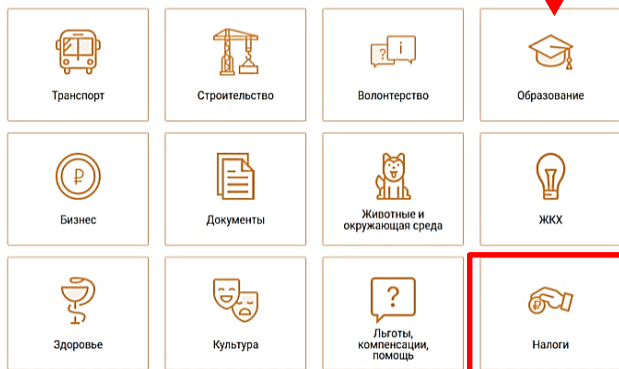 Транспорт
Строительство
Волонтерство
Образование
Бизнес
Документы
Животные и
окружающая среда
ЖКХ
Здоровье
Культура
Льготы,
компенсации,
помощь
Налоги